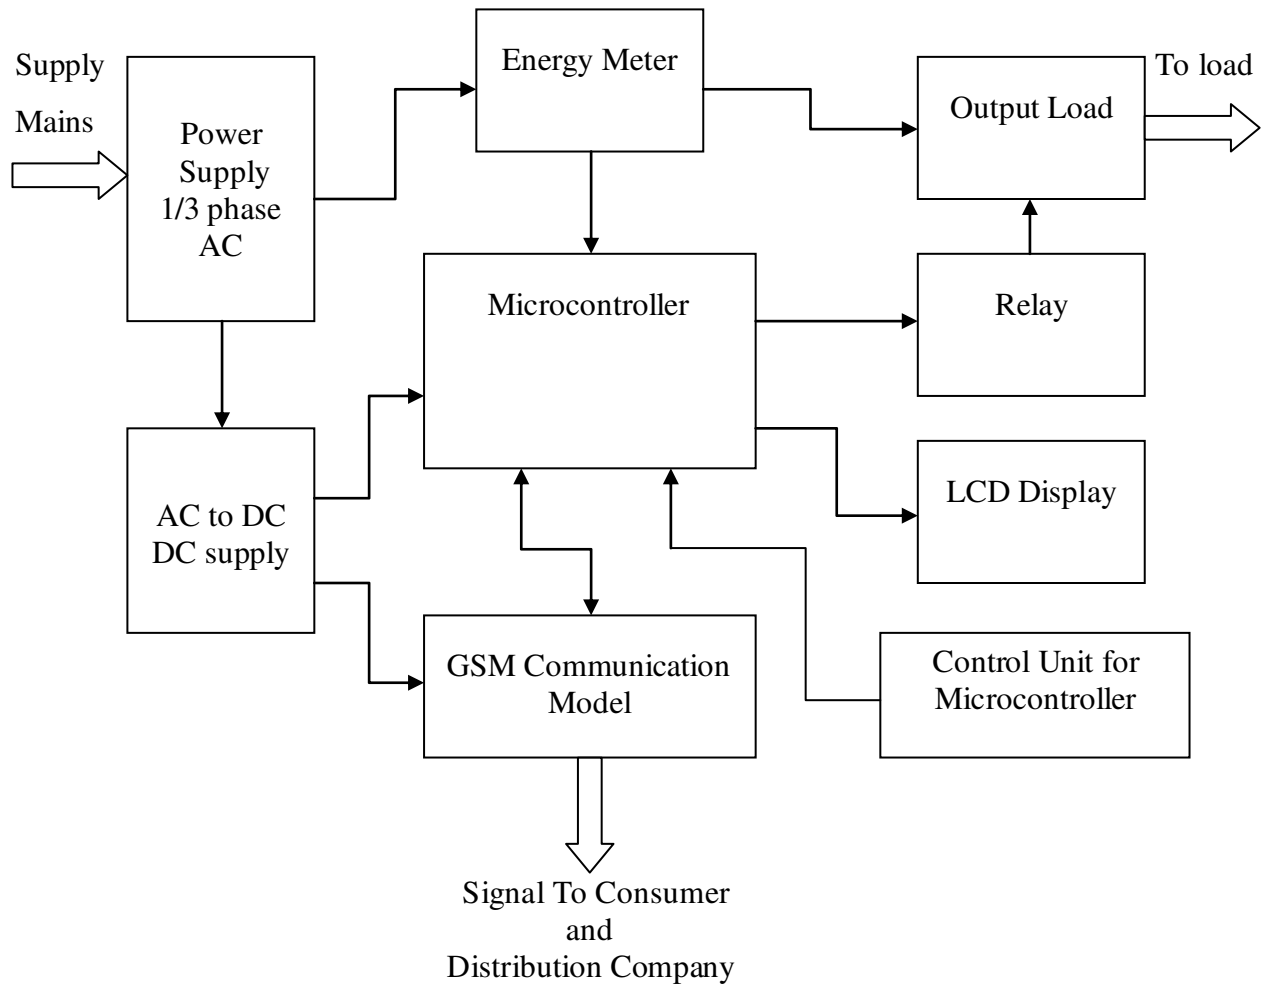 Supply
Mains
Power
Supply
1/3 phase
AC
Energy Meter
Output Load
To load
Microcontroller
Relay
AC to DC
DC supply
LCD Display
GSM Communication
Model
Control Unit for
Microcontroller
Signal To Consumer
and
Distribution Company